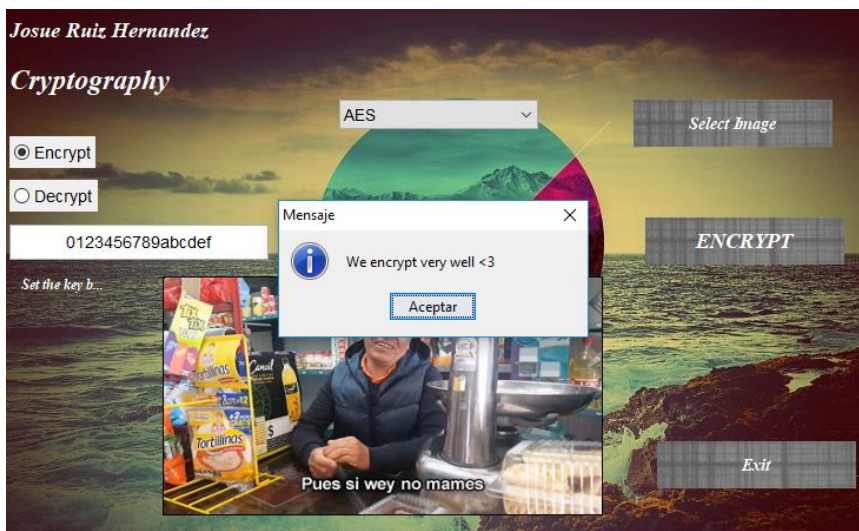 Josue Ruiz Hernandez
Cryptography
AES
Select Image
Encrypt
Decrypt
Mensaje
We encrypt very well <3
Aceptar
0123456789abcdef
ENCRYPT
Set the key b...
Tortillinas
Pues si wey no mames
Exit